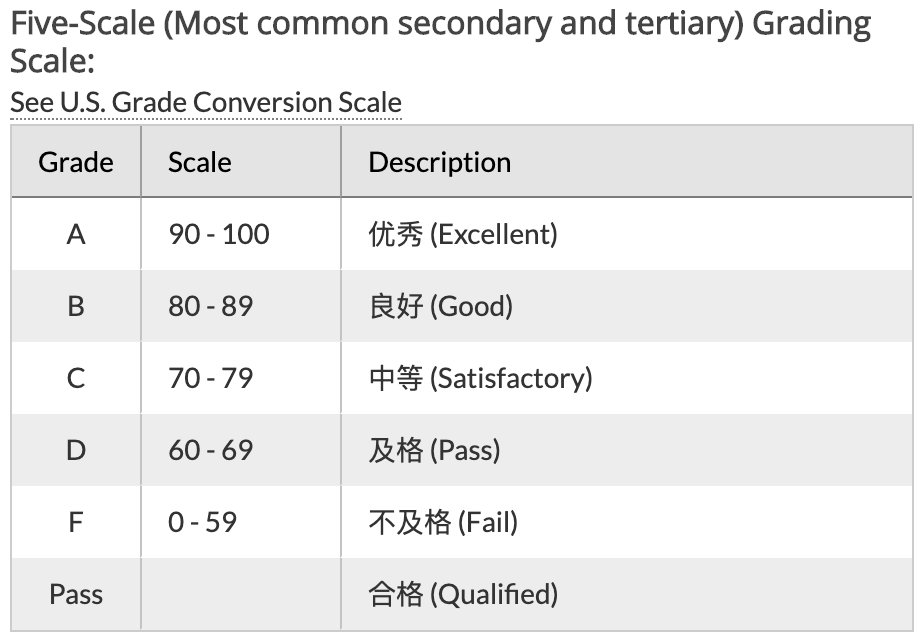 Five-Scale (Most common secondary and tertiary) Grading
Scale:
See U.S. Grade Conversion Scale
Grade Scale Description
A 90 - 100 优秀 (Excellent)
B 80 - 89 良好 (Good)
C 70 - 79 中等 (Satisfactory)
D 60 - 69 及格 (Pass)
F 0 - 59 不及格 (Fail)
Pass 合格 (Qualified)